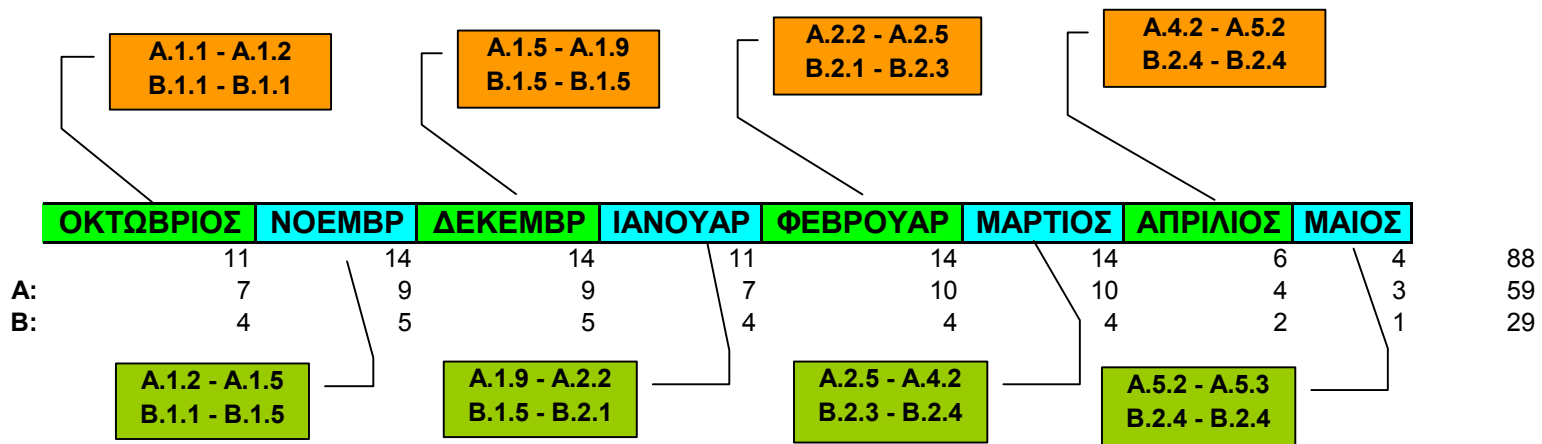 Α.1.1 - Α.1.2
Β.1.1 - Β.1.1
Α.1.5 - Α.1.9
Β.1.5 - Β.1.5
Α.2.2 - Α.2.5
Β.2.1 - Β.2.3
Α.4.2 - Α.5.2
Β.2.4 - Β.2.4
ΟΚΤΩΒΡΙΟΣ ΝΟΕΜΒΡ ΔΕΚΕΜΒΡ ΙΑΝΟΥΑΡ ΦΕΒΡΟΥΑΡ ΜΑΡΤΙΟΣ ΑΠΡΙΛΙΟΣ ΜΑΙΟΣ
11 14 14 11 14 14 6 4 88
Α: 7 9 9 7 10 10 4 3 59
Β: 4 5 5 4 4 4 2 1 29
Α.1.2 - Α.1.5
Β.1.1 - Β.1.5
Α.1.9 - Α.2.2
Β.1.5 - Β.2.1
Α.2.5 - Α.4.2
Β.2.3 - Β.2.4
Α.5.2 - Α.5.3
Β.2.4 - Β.2.4